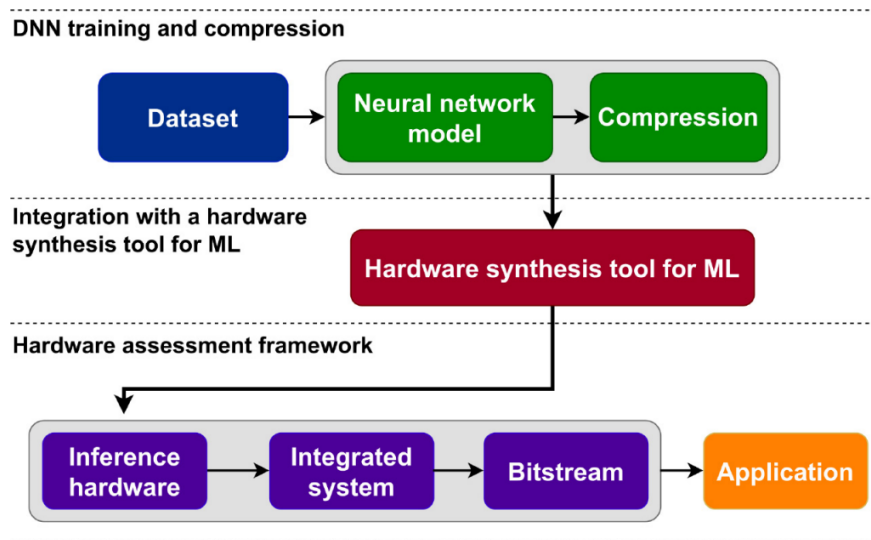 DNN training and compression
Dataset
Neural network
model
Compression
Integration with a hardware
synthesis tool for ML
Hardware synthesis tool for ML
Hardware assessment framework
Inference
hardware
Integrated
system
Bitstream
Application